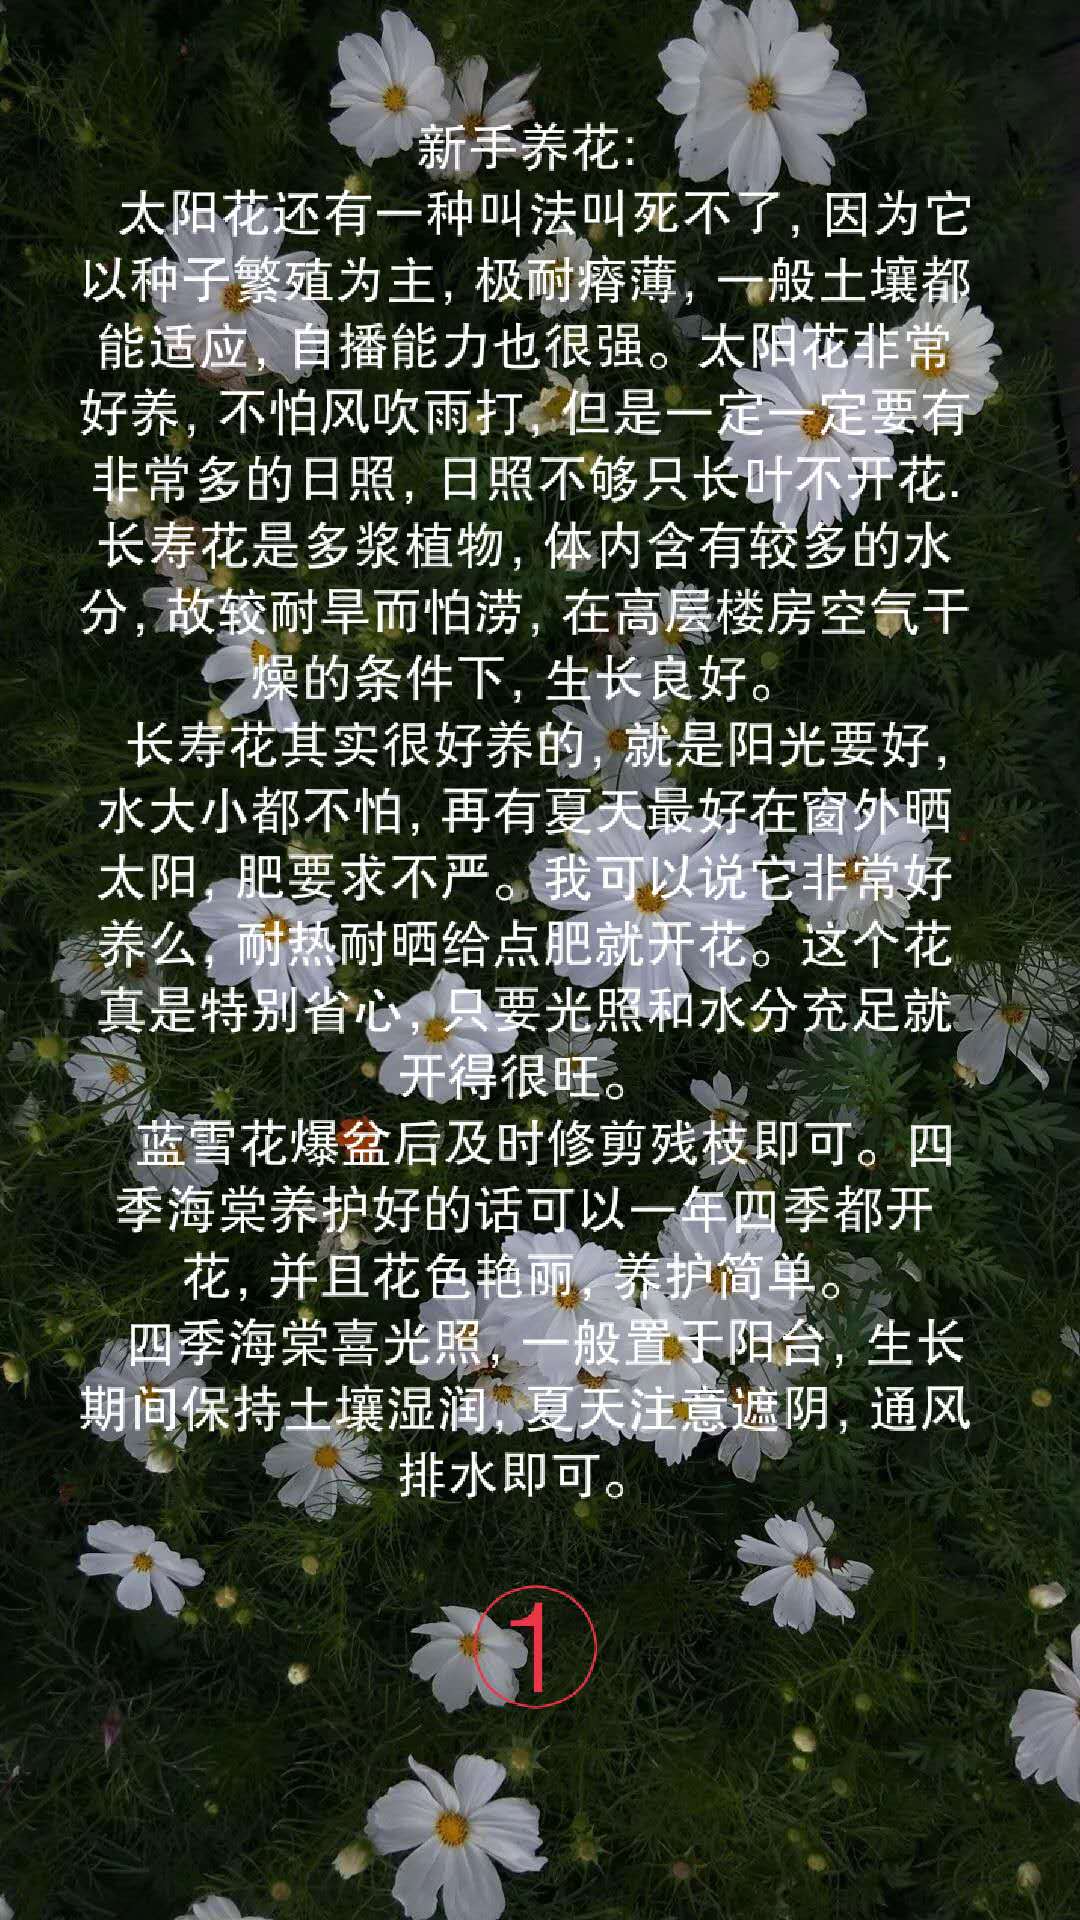 新手养花:
太阳花还有一种叫法叫死不了, 因为它
以种子繁殖为主, 极耐瘠薄, 一般土壤都
能适应, 自播能力也很强。太阳花非常
好养, 不怕风吹雨打, 但是一定一定要有
非常多的日照, 日照不够只长叶不开花.
长寿花是多浆植物, 体内含有较多的水
分, 故较耐旱而怕涝, 在高层楼房空气干
燥的条件下, 生长良好。
长寿花其实很好养的, 就是阳光要好,
水大小都不怕, 再有夏天最好在窗外晒
太阳, 肥要求不严。我可以说它非常好
养么, 耐热耐晒给点肥就开花。这个花
真是特别省心, 只要光照和水分充足就
开得很旺。
蓝雪花爆盆后及时修剪残枝即可。四
季海棠养护好的话可以一年四季都开
花, 并且花色艳丽, 养护简单。
四季海棠喜光照, 一般置于阳台, 生长
期间保持土壤湿润, 夏天注意遮阴, 通风
排水即可。
1